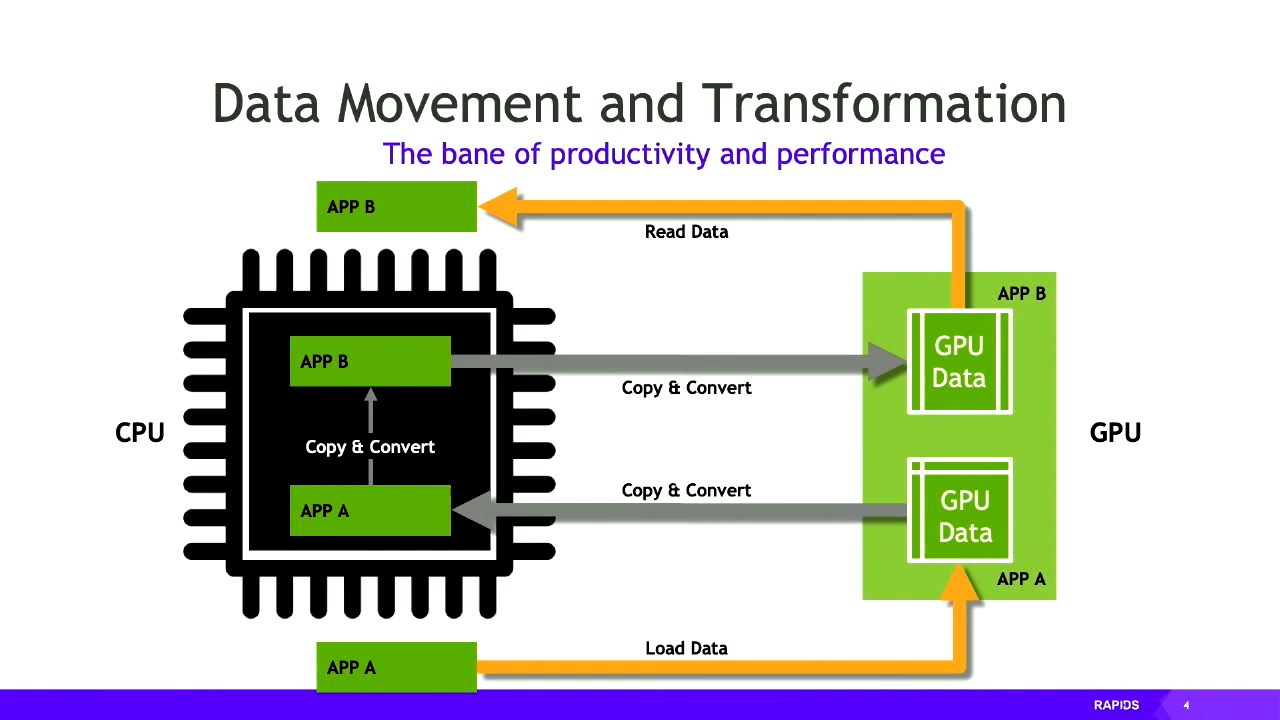 Data Movement and Transformation
The bane of productivity and performance
APP B
Read Data
APP B
GPU
Data
APP B
Copy & Convert
CPU
GPU
Copy & Convert
Copy & Convert
APP A
GPU
Data
APP A
Load Data
APP A
RAPIDS
4